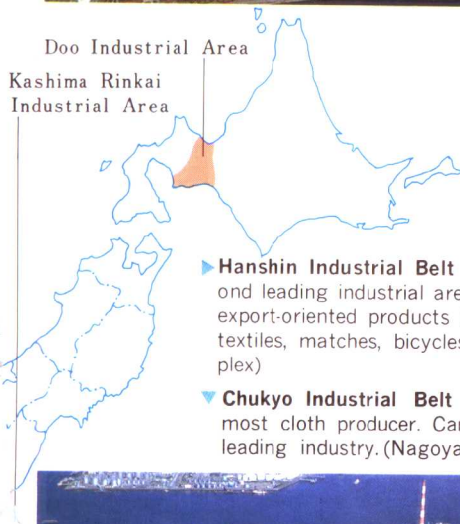 Doo Industrial Area
Kashima Rinkai
Industrial Area
▶Hanshin Industrial Belt
ond leading industrial are
export-oriented products
textiles, matches, bicycles
plex)
▼Chukyo Industrial Belt
most cloth producer. Car
leading industry. (Nagoya